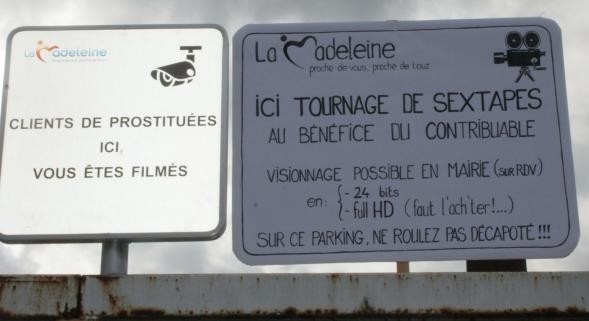 La Madeleine
CLIENTS DE PROSTITUÉES
ICI,
VOUS ÊTES FILMÉS
La Madeleine
proche de vous, proche de touz
ICI TOURNAGE DE SEXTAPES
AU BÉNÉFICE DU CONTRIBUABLE
VISIONNAGE POSSIBLE EN MAIRIE (SUR RDV)
en: { - 24 bits
- full HD (faut l'ach'ter!...)
SUR CE PARKING, NE ROULEZ PAS DÉCAPOTÉ !!!